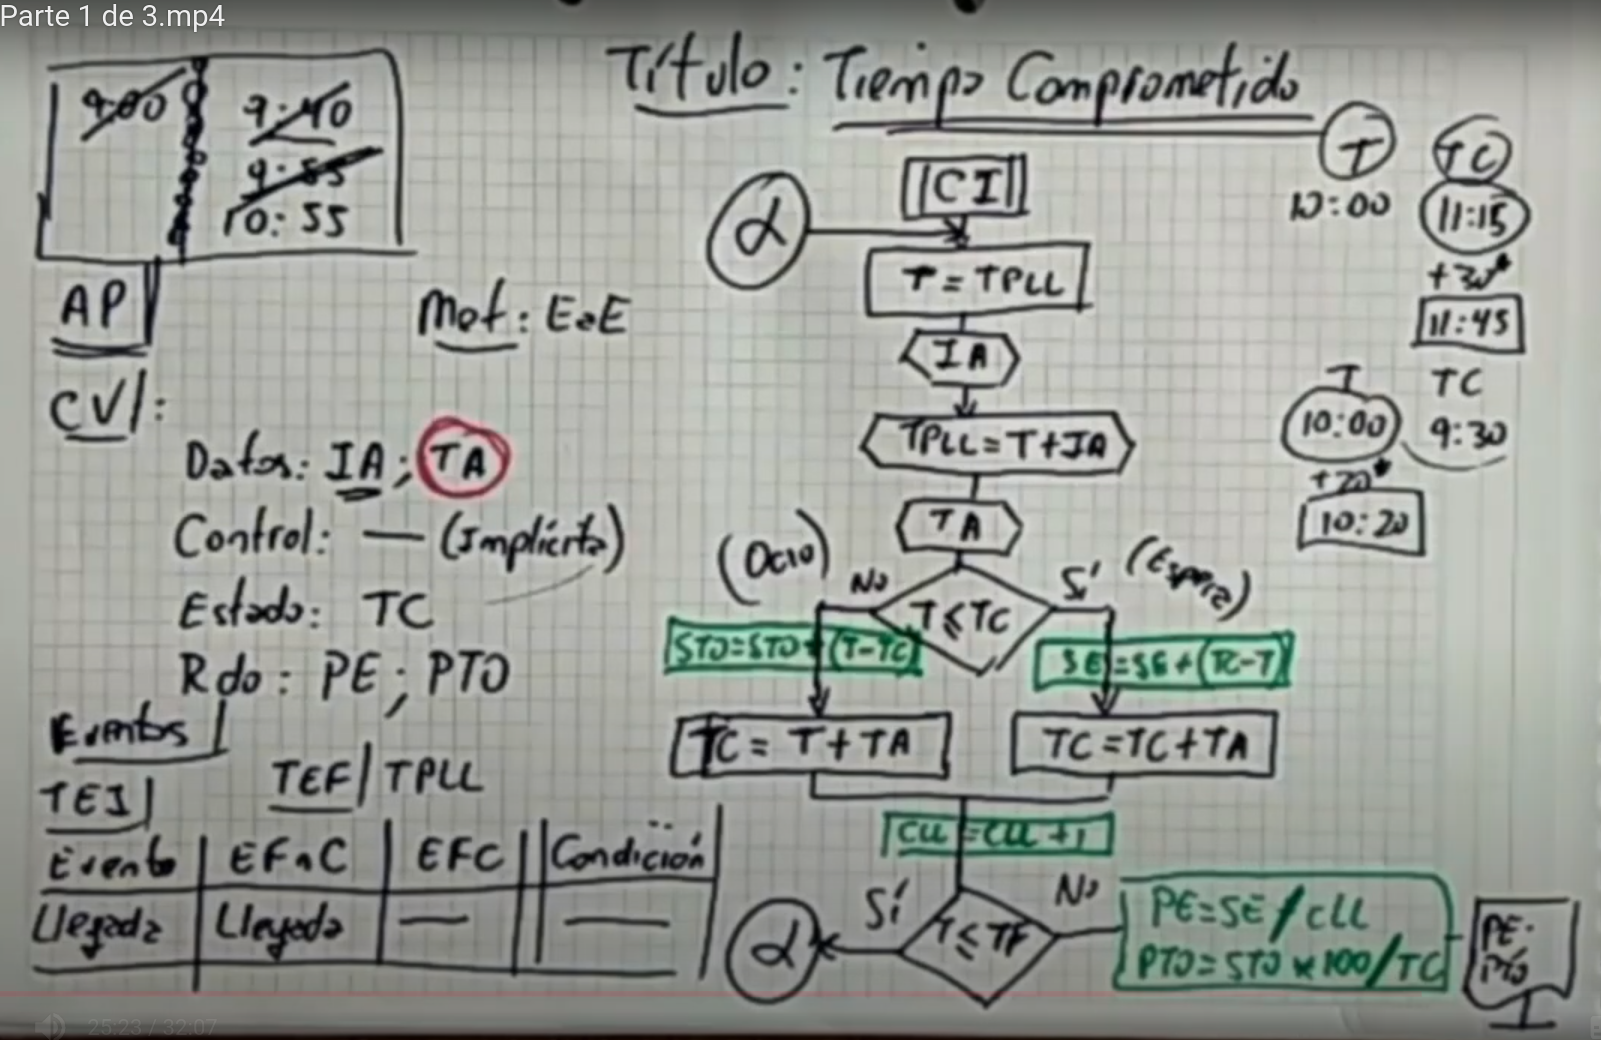 Parte 1 de 3.mp4
Título: Tiempo Comprometido
9:00
9:40
9:55
10:55
AP
Met: EaE
CV:
Datos: IA; TA
Control: — (Implícita)
Estado: TC
Rdo: PE; PTO
Eventos
TEI
TEF TPLL
Evento EFnC EFC Condición
Llegada Llegada — —
CI
α
T = TPLL
IA
TPLL=T+IA
TA
T≤TC
No
(Ocio)
Sí
(Espera)
STO=STO+(T-TC)
SE=SE+(TC-T)
TC = T+TA
TC=TC+TA
CLL=CLL+1
T≤TF
Sí
No
α
PE=SE/CLL
PTO=STO*100/TC
PE.
PTO
T TC
10:00 11:15
+30"
11:45
T TC
10:00 9:30
+20"
10:20
25:23 / 32:07